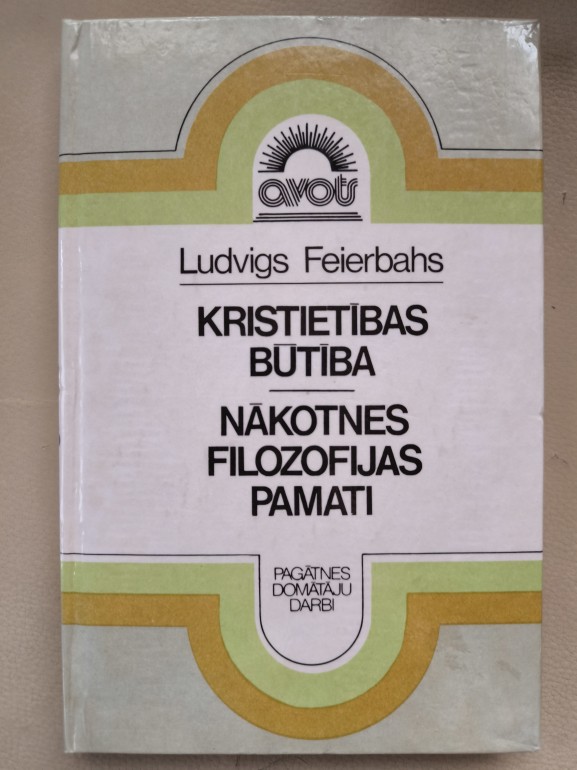 avots
Ludvigs Feierbahs
KRISTIETĪBAS
BŪTĪBA
NĀKOTNES
FILOZOFIJAS
PAMATI
PAGĀTNES
DOMĀTĀJU
DARBI